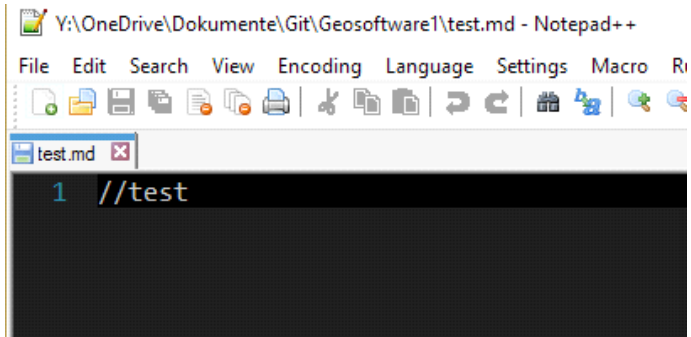 Y:\OneDrive\Dokumente\Git\Geosoftware1\test.md - Notepad++
File Edit Search View Encoding Language Settings Macro
test.md
1 //test